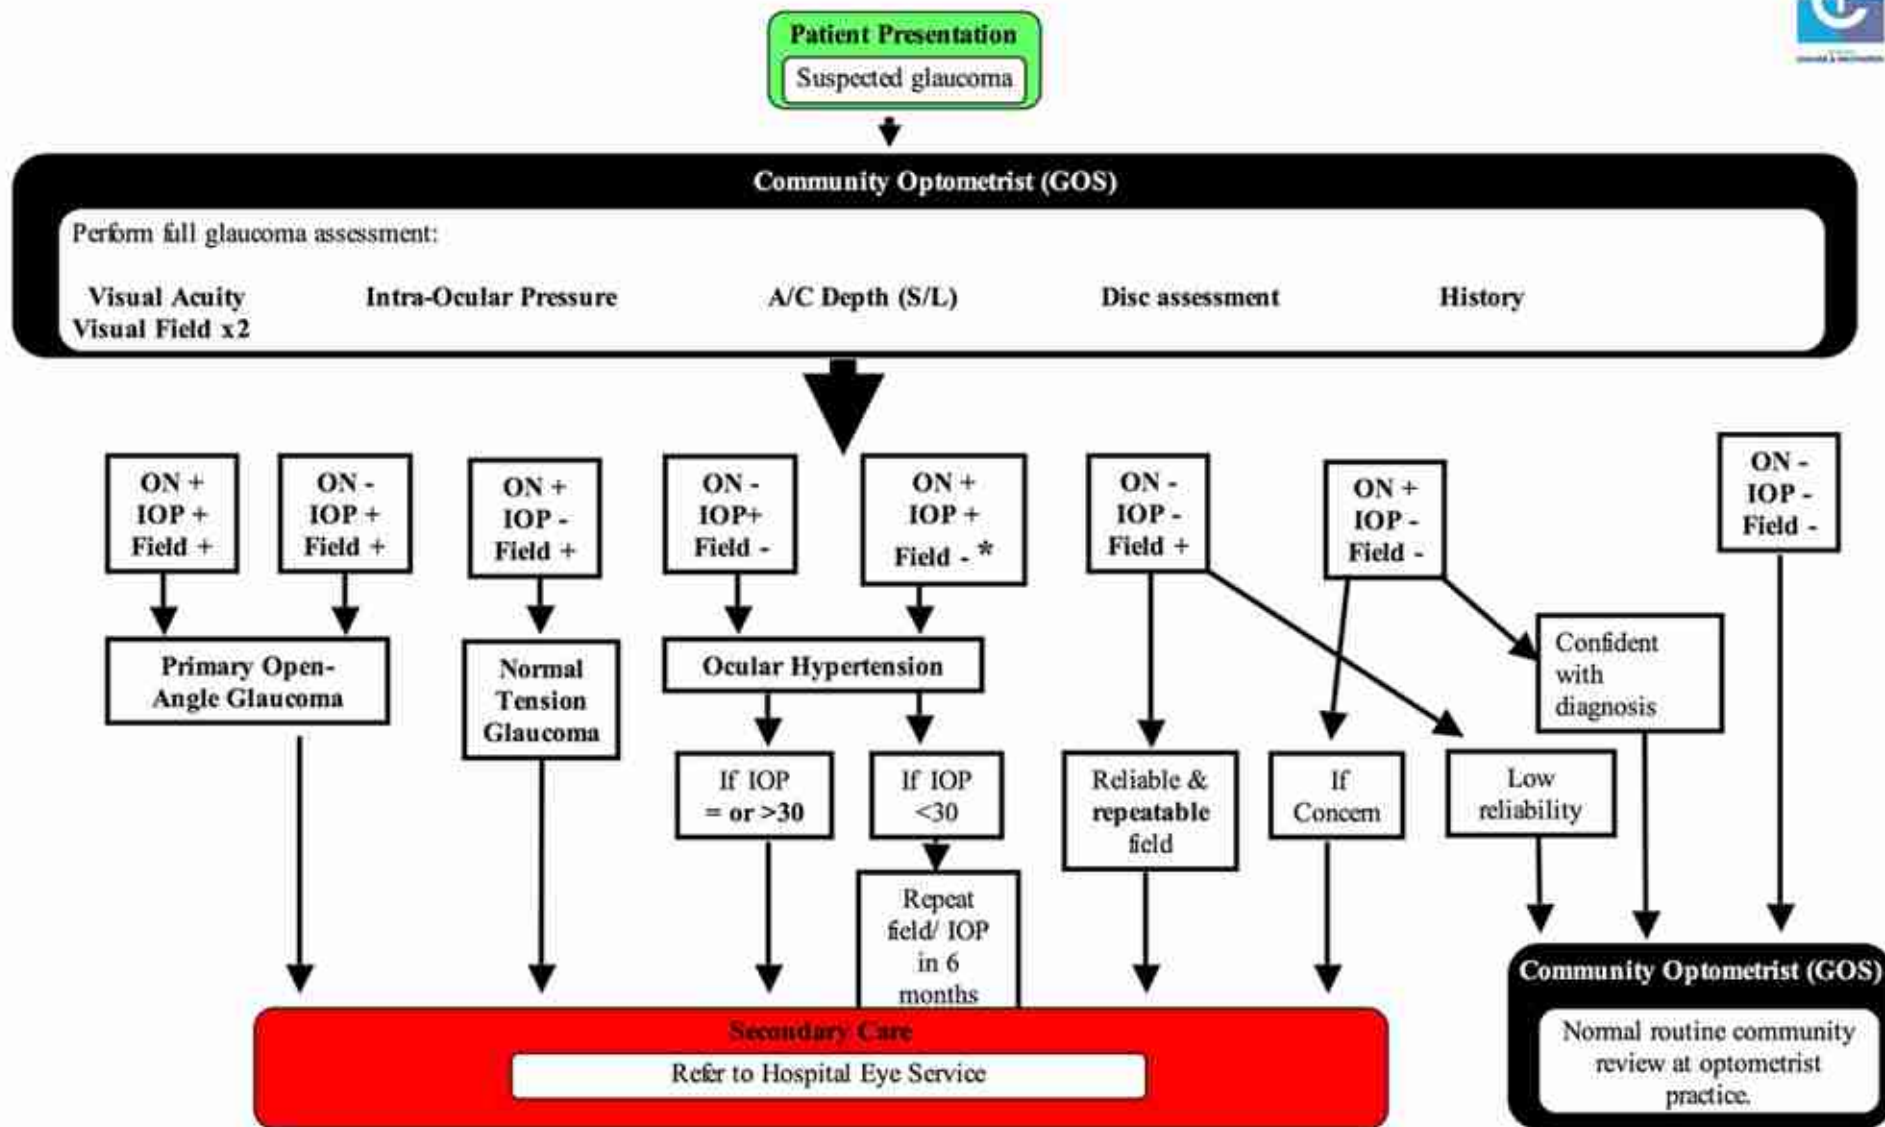 Patient Presentation
Suspected glaucoma
Community Optometrist (GOS)
Perform full glaucoma assessment:
Visual Acuity
Intra-Ocular Pressure
A/C Depth (S/L)
Disc assessment
History
Visual Field x2
ON +
IOP +
Field +
ON -
IOP +
Field +
ON +
IOP -
Field +
ON -
IOP+
Field -
ON +
IOP +
Field - *
ON -
IOP -
Field +
ON +
IOP -
Field -
ON -
IOP -
Field -
Primary Open-
Angle Glaucoma
Normal
Tension
Glaucoma
Ocular Hypertension
Confident
with
diagnosis
If IOP
= or >30
If IOP
<30
Reliable &
repeatable
field
If
Concern
Low
reliability
Repeat
field/ IOP
in 6
months
Secondary Care
Refer to Hospital Eye Service
Community Optometrist (GOS)
Normal routine community
review at optometrist
practice.